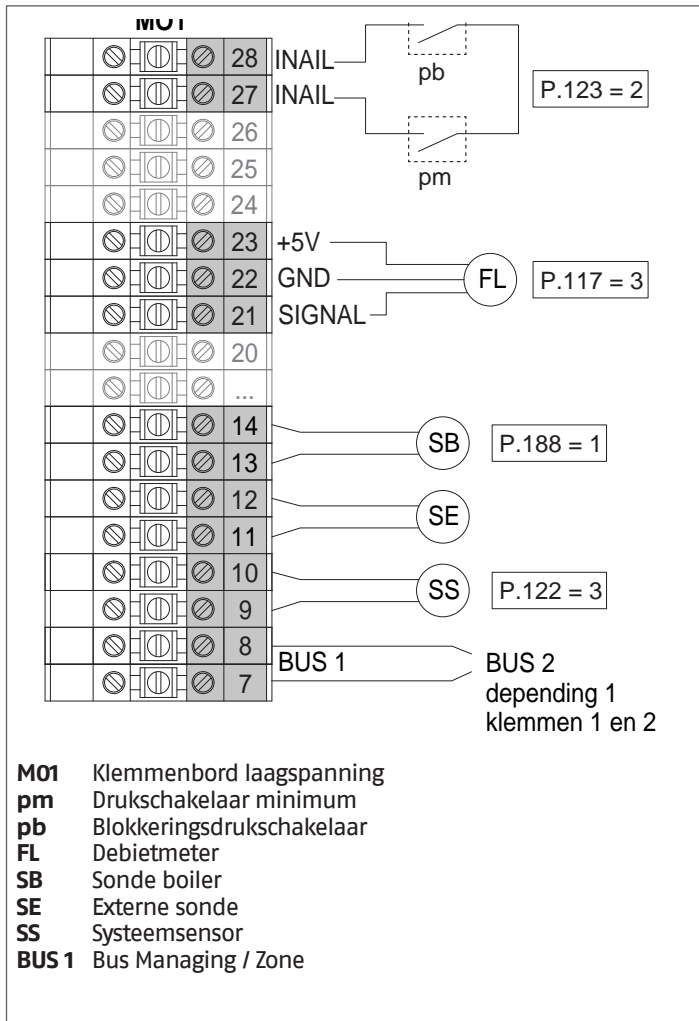 M01
28 INAIL
pb
27 INAIL
P.123 = 2
26
25
pm
24
23 +5V
22 GND FL P.117 = 3
21 SIGNAL
20
...
14
SB P.188 = 1
13
12
SE
11
10
SS P.122 = 3
9
8
BUS 1 BUS 2
7
depending 1
klemmen 1 en 2
M01 Klemmenbord laagspanning
pm Drukschakelaar minimum
pb Blokkeringsdrukschakelaar
FL Debietmeter
SB Sonde boiler
SE Externe sonde
SS Systeemsensor
BUS 1 Bus Managing / Zone